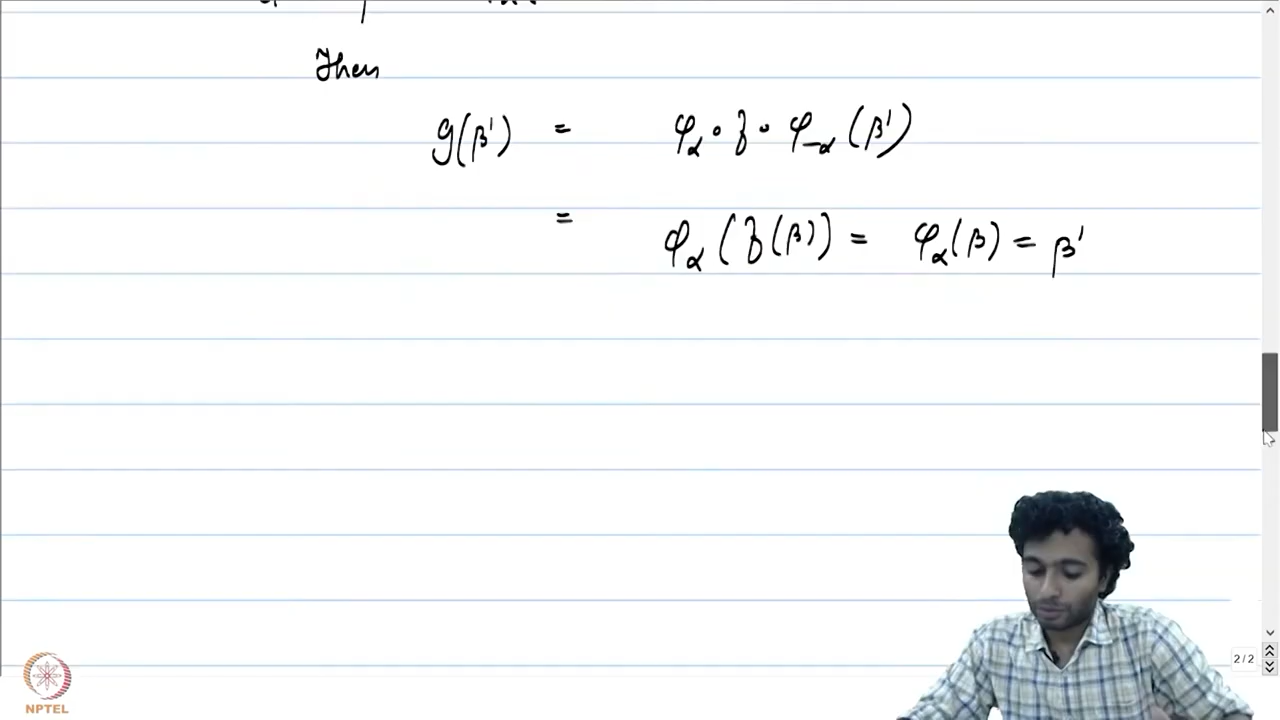 Then
g(β') = φ_α ∘ f ∘ φ_{-α} (β')
= φ_α (f(β)) = φ_α(β) = β'
2 / 2
NPTEL